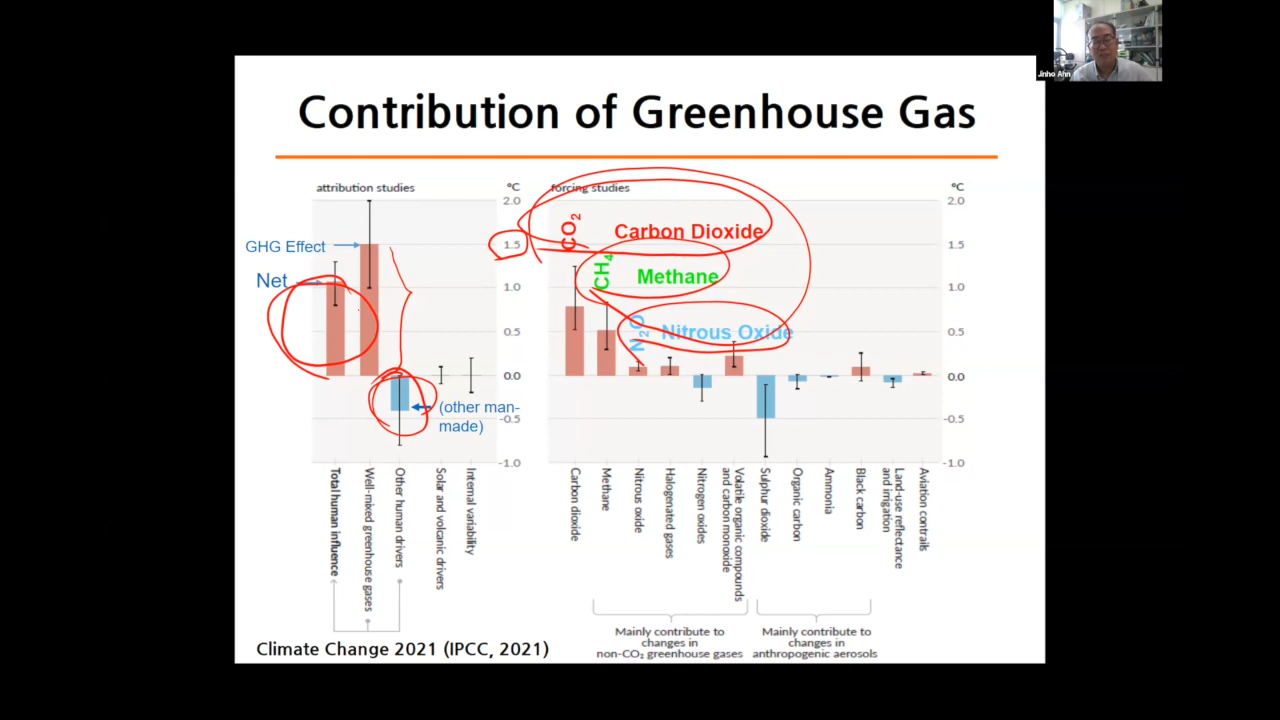 Jinho Ahn
Contribution of Greenhouse Gas
attribution studies
°C
forcing studies
°C
2.0
1.5
1.0
0.5
0.0
-0.5
-1.0
GHG Effect
Net
(other man-
made)
CO₂
Carbon Dioxide
CH₄
Methane
N₂O
Nitrous Oxide
2.0
1.5
1.0
0.5
0.0
-0.5
-1.0
Total human influence
Well-mixed greenhouse gases
Other human drivers
Solar and volcanic drivers
Internal variability
Carbon dioxide
Methane
Nitrous oxide
Halogenated gases
Nitrogen oxides
Volatile organic compounds
and carbon monoxide
Sulphur dioxide
Organic carbon
Ammonia
Black carbon
Land-use reflectance
and irrigation
Aviation contrails
Mainly contribute to
changes in
non-CO₂ greenhouse gases
Mainly contribute to
changes in
anthropogenic aerosols
Climate Change 2021 (IPCC, 2021)